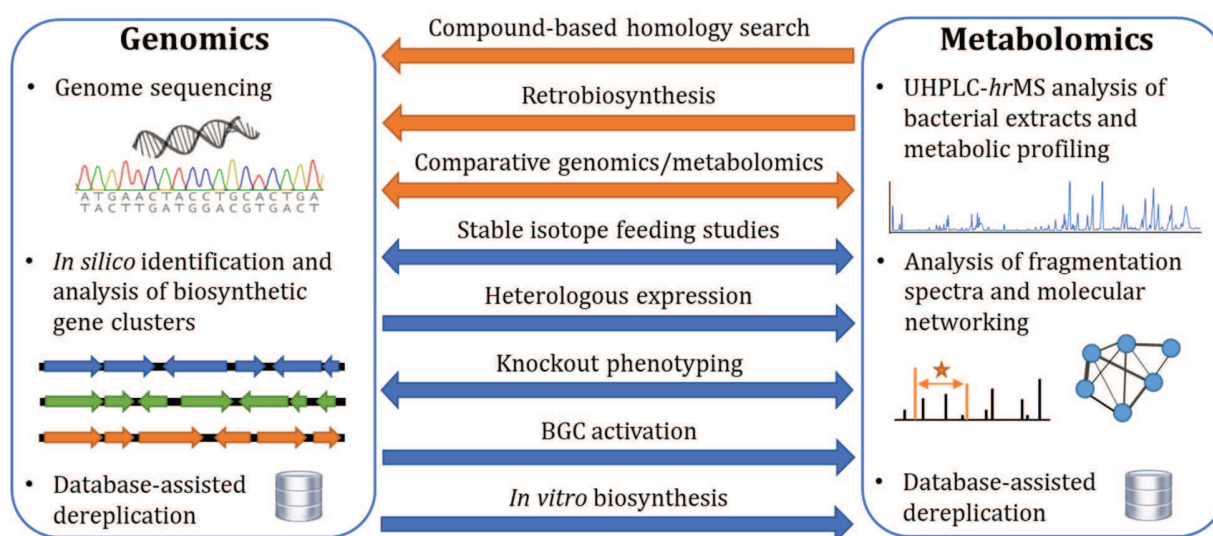 Genomics
• Genome sequencing
ATGAACTACCTGCACTGA
TACTTGATGGACGTGACT
• In silico identification and
analysis of biosynthetic
gene clusters
• Database-assisted
dereplication
Compound-based homology search
Retrobiosynthesis
Comparative genomics/metabolomics
Stable isotope feeding studies
Heterologous expression
Knockout phenotyping
BGC activation
In vitro biosynthesis
Metabolomics
• UHPLC-hrMS analysis of
bacterial extracts and
metabolic profiling
• Analysis of fragmentation
spectra and molecular
networking
• Database-assisted
dereplication